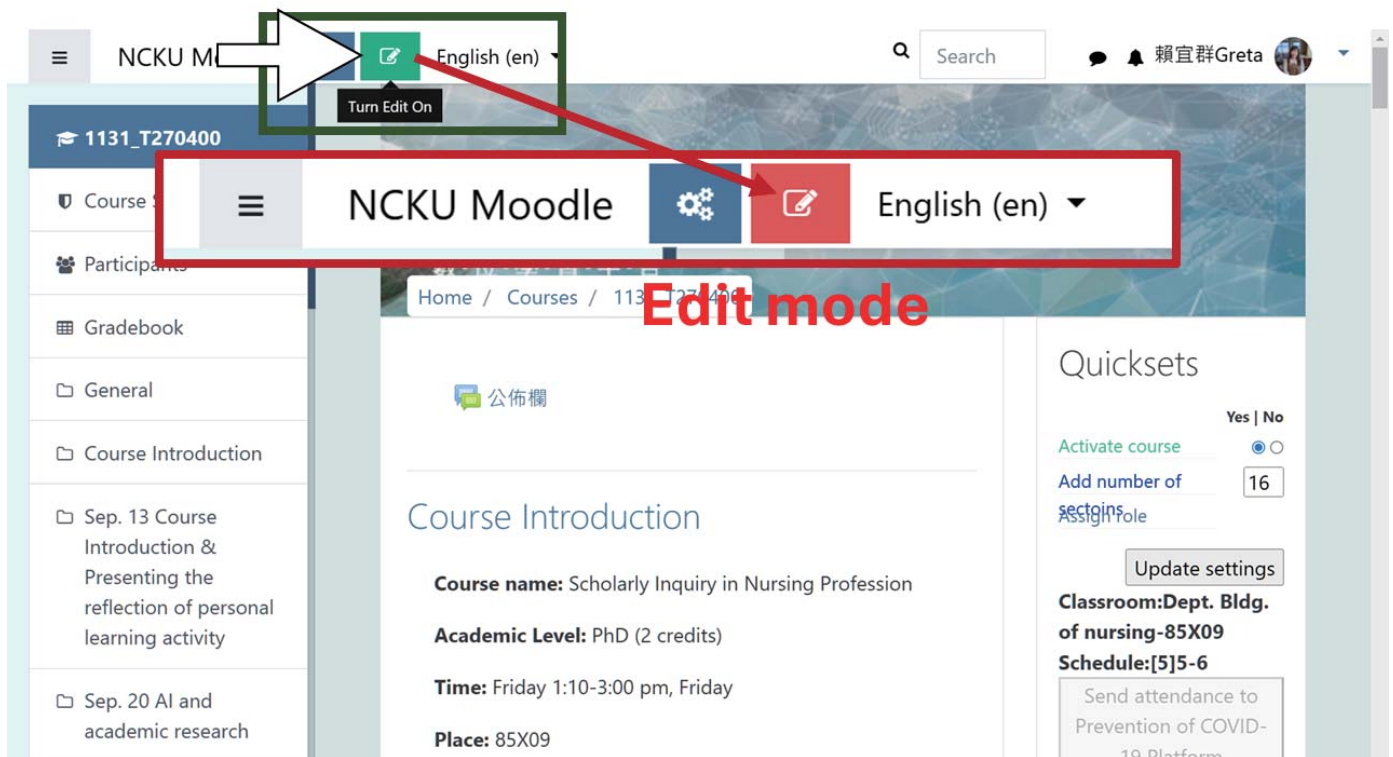 NCKU M
English (en)
Search
賴宜群Greta
Turn Edit On
1131_T270400
NCKU Moodle
English (en)
Course S
Participants
Gradebook
General
Course Introduction
Sep. 13 Course
Introduction &
Presenting the
reflection of personal
learning activity
Sep. 20 AI and
academic research
Home / Courses / 1131_T270400
Edit mode
公佈欄
Course Introduction
Course name: Scholarly Inquiry in Nursing Profession
Academic Level: PhD (2 credits)
Time: Friday 1:10-3:00 pm, Friday
Place: 85X09
Quicksets
Yes | No
Activate course
Add number of
sectoins
16
Assign role
Update settings
Classroom:Dept. Bldg.
of nursing-85X09
Schedule:[5]5-6
Send attendance to
Prevention of COVID-
19 Platform